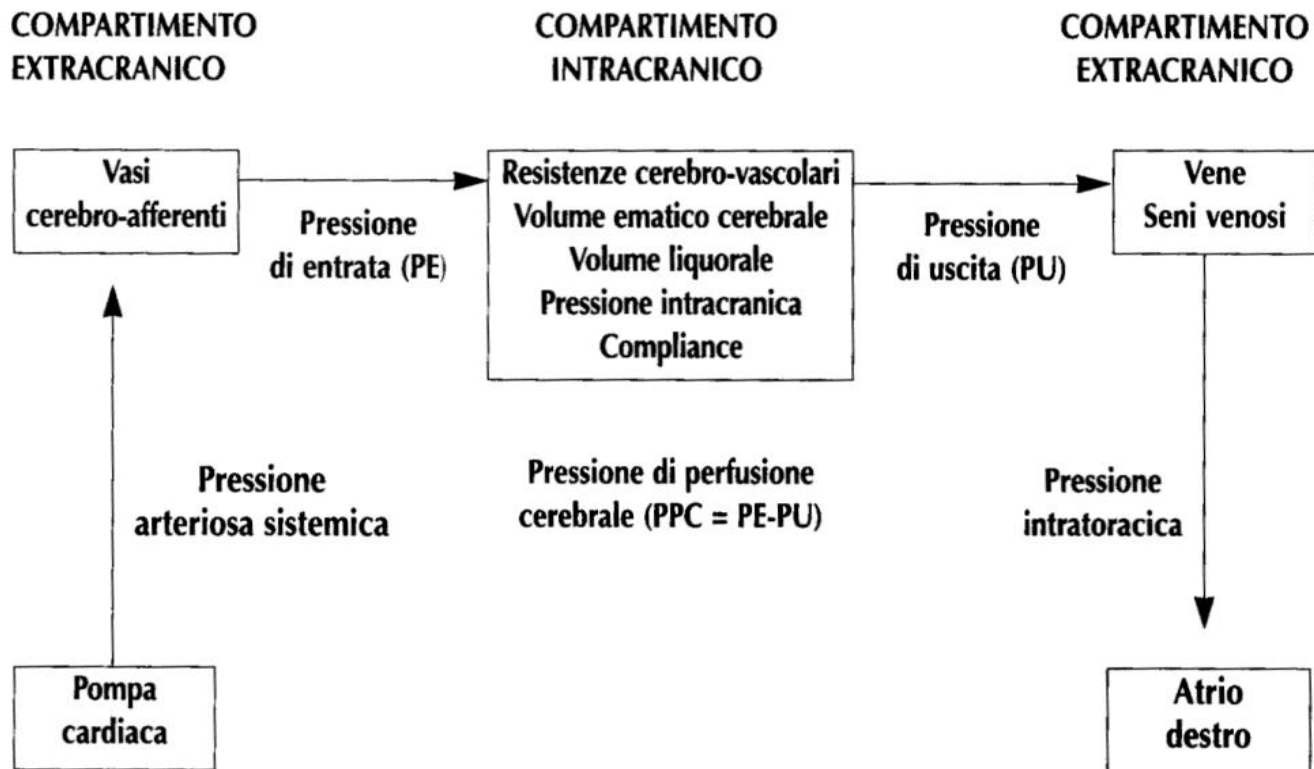 COMPARTIMENTO
EXTRACRANICO
COMPARTIMENTO
INTRACRANICO
COMPARTIMENTO
EXTRACRANICO
Vasi
cerebro-afferenti
Pressione
di entrata (PE)
Resistenze cerebro-vascolari
Volume ematico cerebrale
Volume liquorale
Pressione intracranica
Compliance
Pressione
di uscita (PU)
Vene
Seni venosi
Pressione
arteriosa sistemica
Pressione di perfusione
cerebrale (PPC = PE-PU)
Pressione
intratoracica
Pompa
cardiaca
Atrio
destro